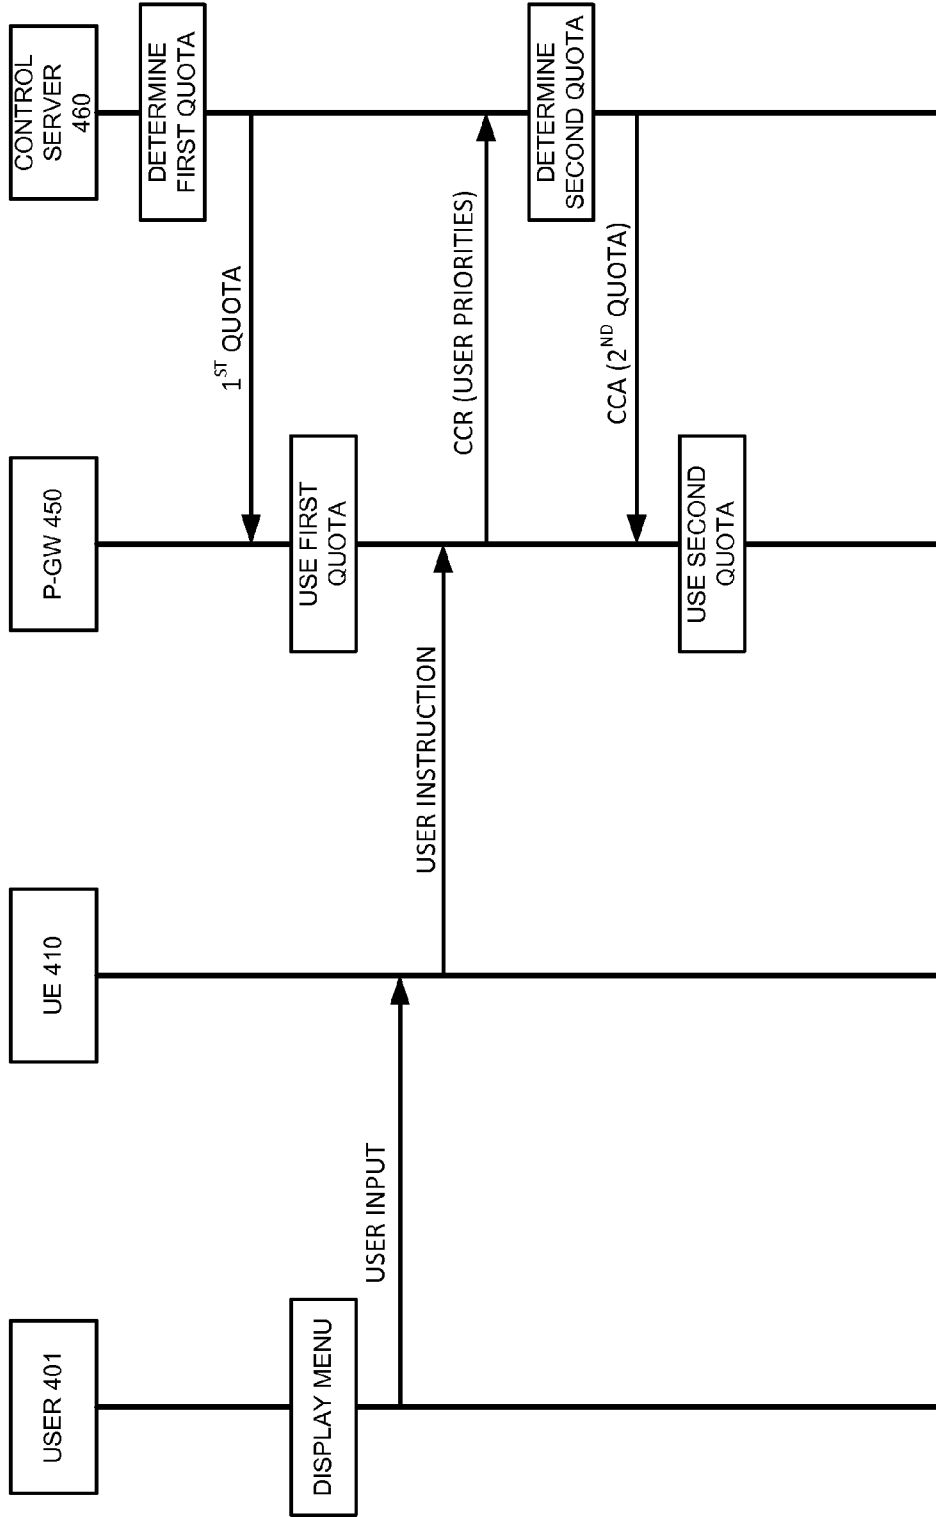 USER 401
UE 410
P-GW 450
CONTROL
SERVER
460
DETERMINE
FIRST QUOTA
1ST QUOTA
DISPLAY MENU
USE FIRST
QUOTA
USER INPUT
USER INSTRUCTION
CCR (USER PRIORITIES)
DETERMINE
SECOND QUOTA
CCA (2ND QUOTA)
USE SECOND
QUOTA